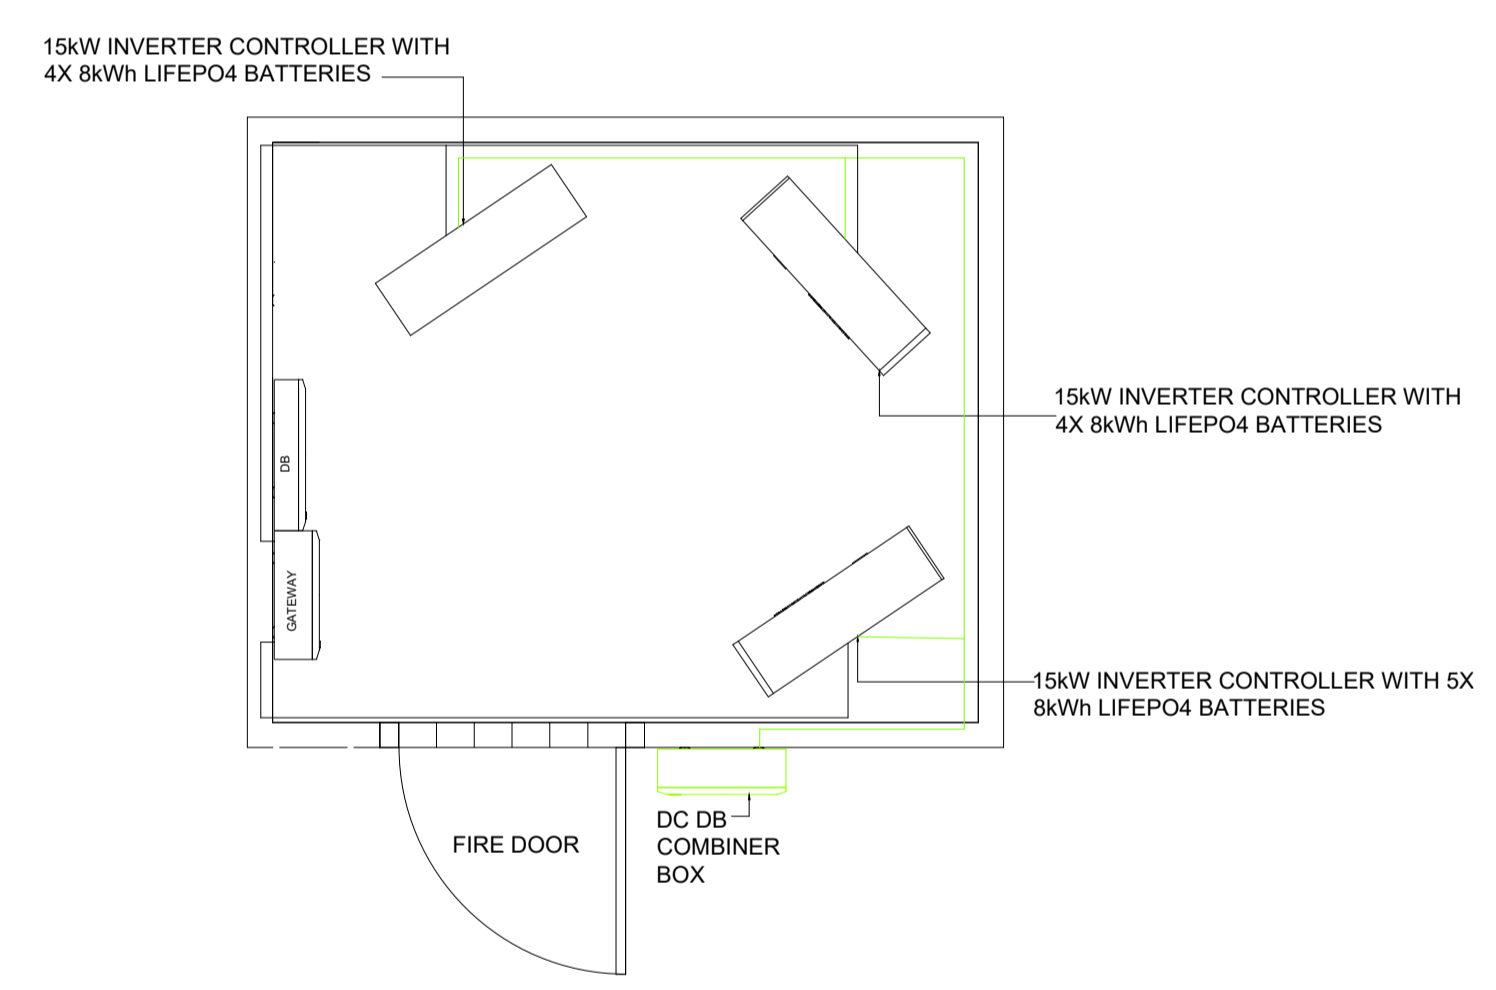 15kW INVERTER CONTROLLER WITH
4X 8kWh LIFEPO4 BATTERIES
15kW INVERTER CONTROLLER WITH
4X 8kWh LIFEPO4 BATTERIES
DB
GATEWAY
15kW INVERTER CONTROLLER WITH 5X
8kWh LIFEPO4 BATTERIES
FIRE DOOR
DC DB
COMBINER
BOX